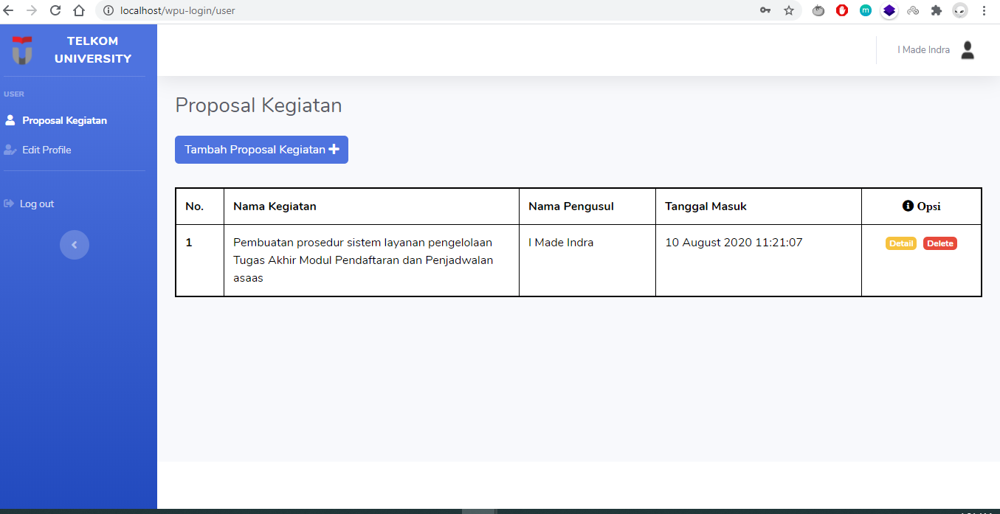 localhost/wpu-login/user
m
TELKOM
UNIVERSITY
I Made Indra
USER
Proposal Kegiatan
Edit Profile
Log out
Proposal Kegiatan
Tambah Proposal Kegiatan
No. Nama Kegiatan Nama Pengusul Tanggal Masuk Opsi
1 Pembuatan prosedur sistem layanan pengelolaan I Made Indra 10 August 2020 11:21:07 Detail Delete
Tugas Akhir Modul Pendaftaran dan Penjadwalan
asaas